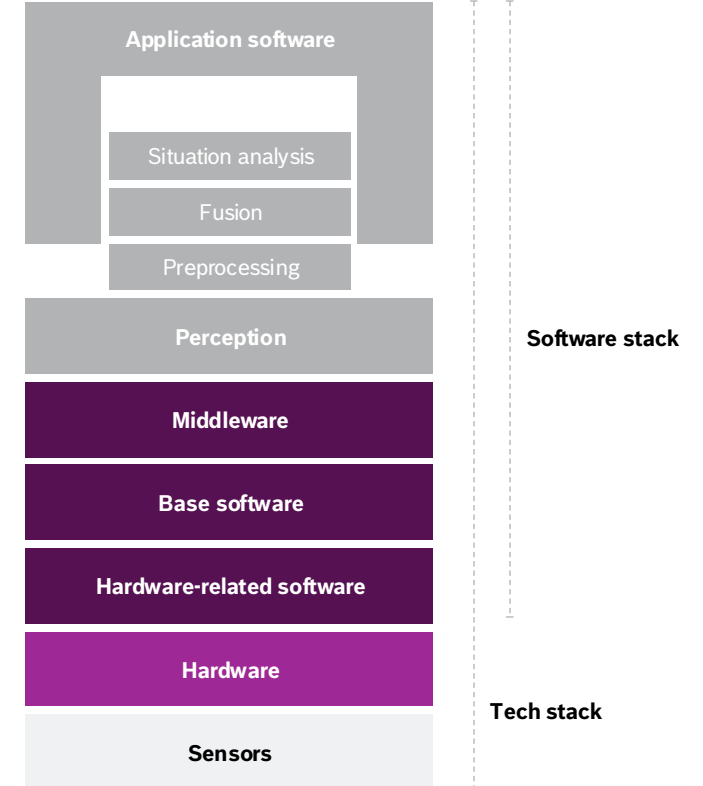 Application software
Situation analysis
Fusion
Preprocessing
Perception
Software stack
Middleware
Base software
Hardware-related software
Hardware
Tech stack
Sensors